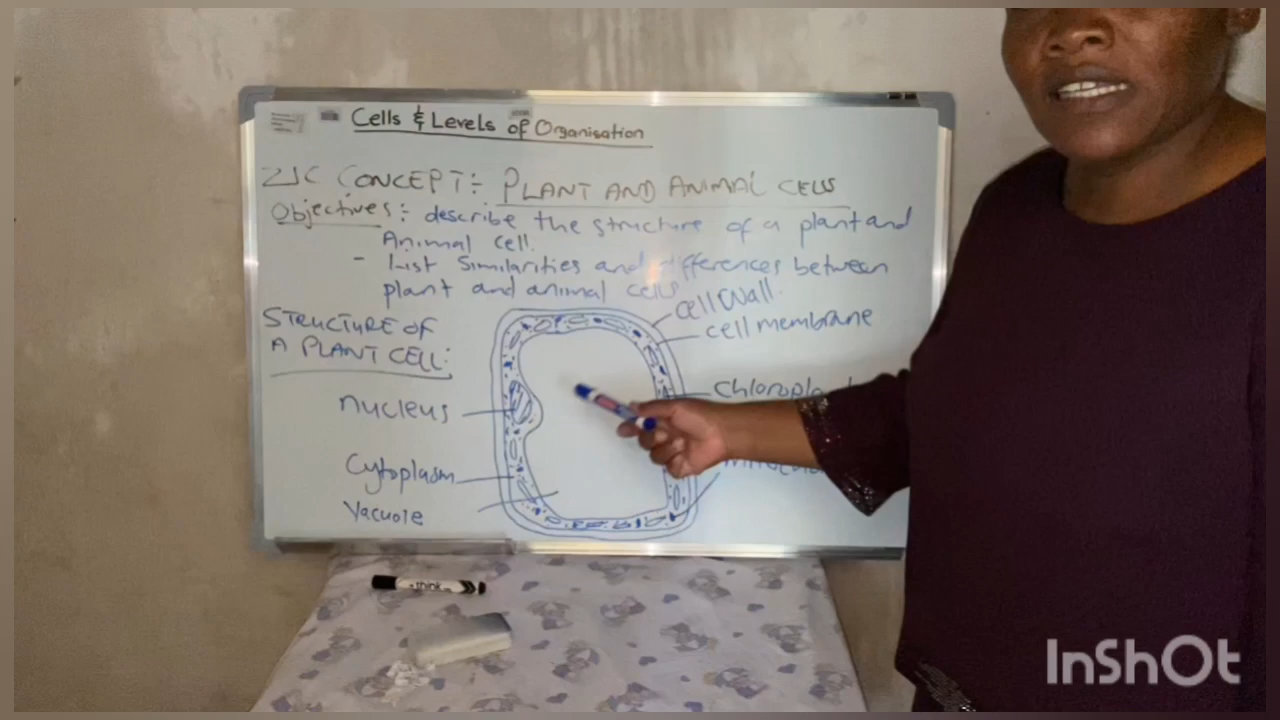 Cells & Levels of Organisation
ZJC CONCEPT:- PLANT AND ANIMAL CELLS
Objectives:- describe the structure of a plant and
Animal cell.
- List Similarities and differences between
plant and animal cells
STRUCTURE OF
A PLANT CELL:
cell wall.
cell membrane
nucleus
Cytoplasm
Vacuole
think
InShOt